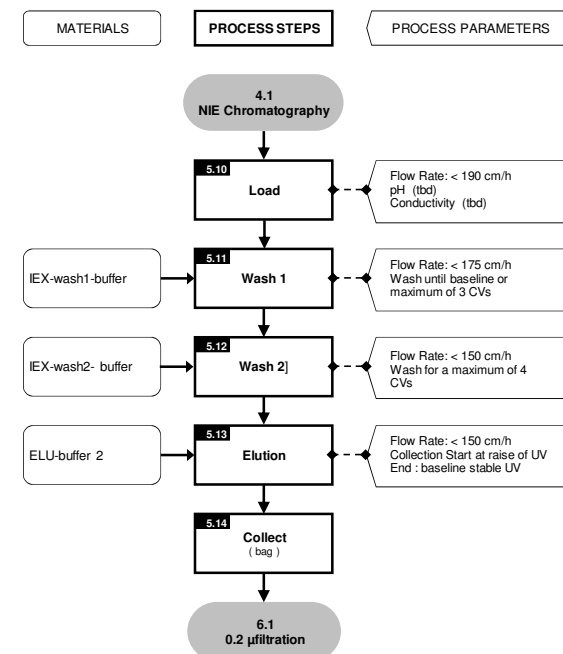 MATERIALS
PROCESS STEPS
PROCESS PARAMETERS
4.1
NIE Chromatography
5.10
Load
Flow Rate: < 190 cm/h
pH (tbd)
Conductivity (tbd)
IEX-wash1-buffer
5.11
Wash 1
Flow Rate: < 175 cm/h
Wash until baseline or
maximum of 3 CVs
IEX-wash2- buffer
5.12
Wash 2]
Flow Rate: < 150 cm/h
Wash for a maximum of 4
CVs
ELU-buffer 2
5.13
Elution
Flow Rate: < 150 cm/h
Collection Start at raise of UV
End : baseline stable UV
5.14
Collect
( bag )
6.1
0.2 µfiltration